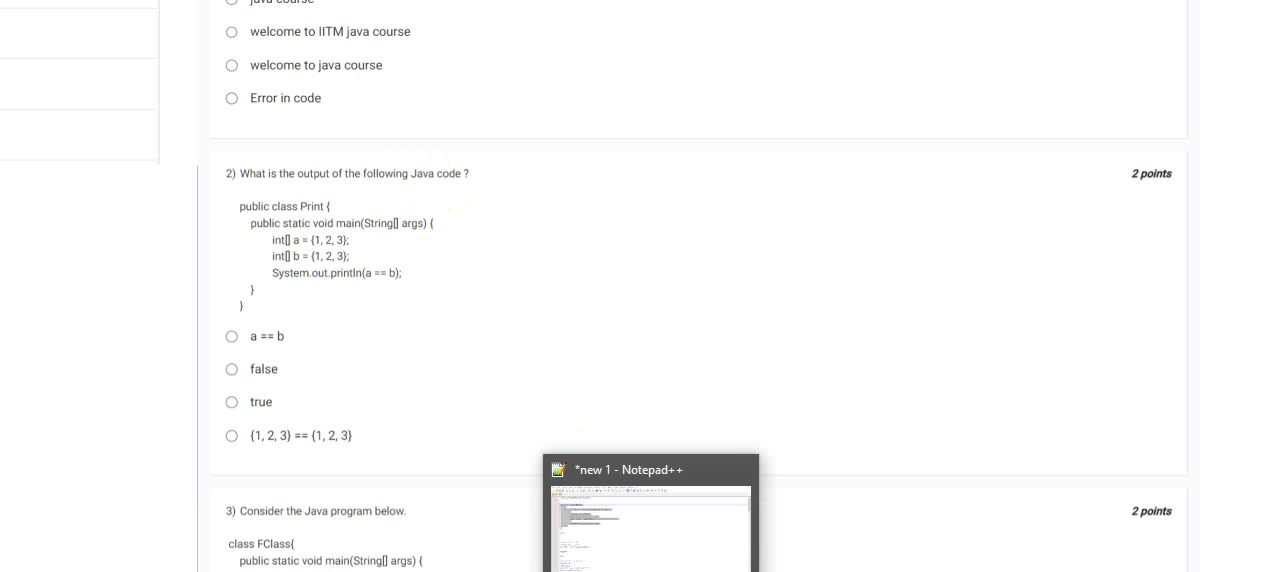 java course
welcome to IITM java course
welcome to java course
Error in code
2) What is the output of the following Java code ?
2 points
public class Print {
public static void main(String[] args) {
int[] a = {1, 2, 3};
int[] b = {1, 2, 3};
System.out.println(a == b);
}
}
a == b
false
true
{1, 2, 3} == {1, 2, 3}
*new 1 - Notepad++
3) Consider the Java program below.
2 points
class FClass{
public static void main(String[] args) {